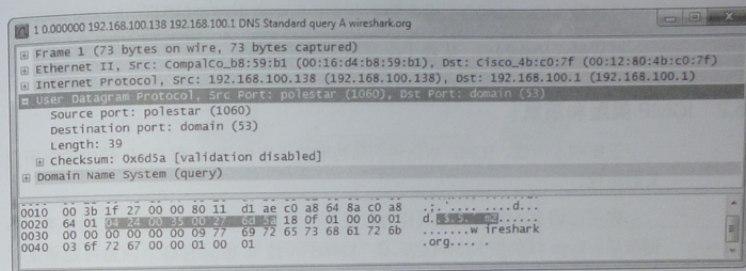 1 0.000000 192.168.100.138 192.168.100.1 DNS Standard query A wireshark.org
Frame 1 (73 bytes on wire, 73 bytes captured)
Ethernet II, Src: CompalCo_b8:59:b1 (00:16:d4:b8:59:b1), Dst: Cisco_4b:c0:7f (00:12:80:4b:c0:7f)
Internet Protocol, Src: 192.168.100.138 (192.168.100.138), Dst: 192.168.100.1 (192.168.100.1)
User Datagram Protocol, Src Port: polestar (1060), Dst Port: domain (53)
Source port: polestar (1060)
Destination port: domain (53)
Length: 39
Checksum: 0x6d5a [validation disabled]
Domain Name System (query)
0010 00 3b 1f 27 00 00 80 11 d1 ae c0 a8 64 8a c0 a8 .;.'.... ....d...
0020 64 01 04 24 00 35 00 27 6d 5a 18 0f 01 00 00 01 d..$.5.' mZ......
0030 00 00 00 00 00 00 09 77 69 72 65 73 68 61 72 6b .......w ireshark
0040 03 6f 72 67 00 00 01 00 01 .org.... .